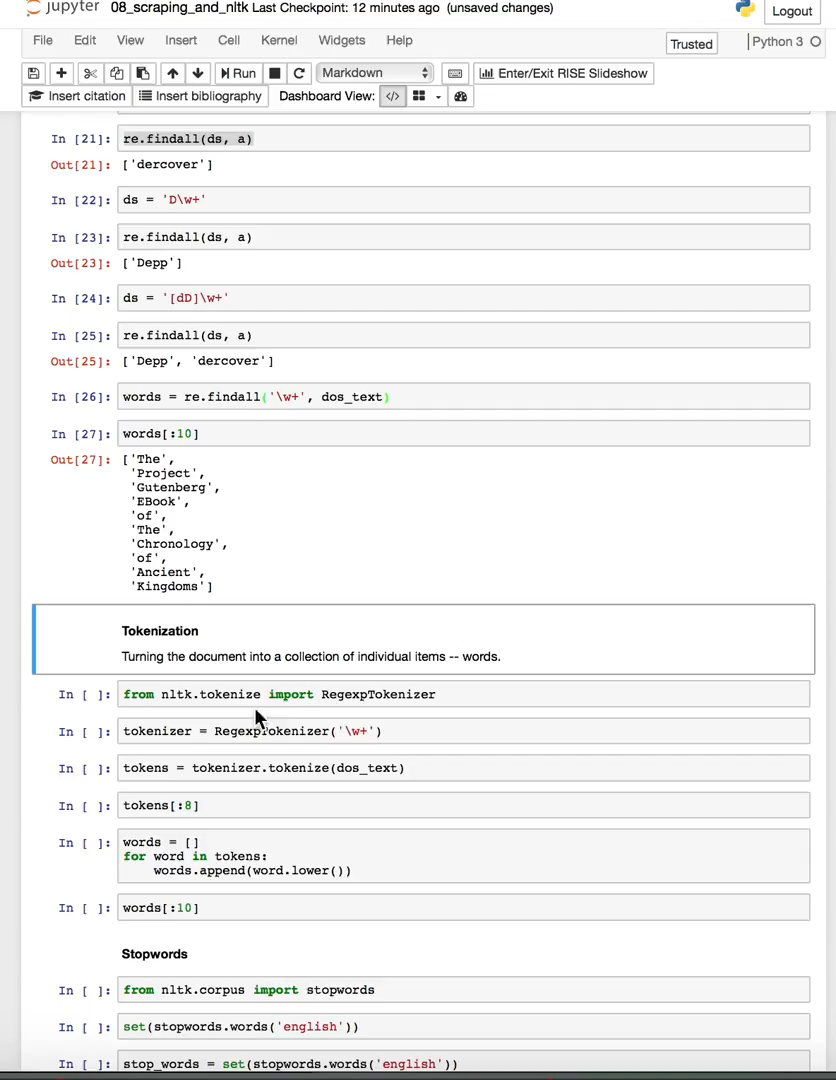 jupyter 08_scraping_and_nltk Last Checkpoint: 12 minutes ago (unsaved changes) Logout
File Edit View Insert Cell Kernel Widgets Help Trusted Python 3
Run Markdown Enter/Exit RISE Slideshow
Insert citation Insert bibliography Dashboard View:
In [21]: re.findall(ds, a)
Out[21]: ['dercover']
In [22]: ds = 'D\w+'
In [23]: re.findall(ds, a)
Out[23]: ['Depp']
In [24]: ds = '[dD]\w+'
In [25]: re.findall(ds, a)
Out[25]: ['Depp', 'dercover']
In [26]: words = re.findall('\w+', dos_text)
In [27]: words[:10]
Out[27]: ['The',
'Project',
'Gutenberg',
'EBook',
'of',
'The',
'Chronology',
'of',
'Ancient',
'Kingdoms']
Tokenization
Turning the document into a collection of individual items -- words.
In [ ]: from nltk.tokenize import RegexpTokenizer
In [ ]: tokenizer = RegexpTokenizer('\w+')
In [ ]: tokens = tokenizer.tokenize(dos_text)
In [ ]: tokens[:8]
In [ ]: words = []
for word in tokens:
words.append(word.lower())
In [ ]: words[:10]
Stopwords
In [ ]: from nltk.corpus import stopwords
In [ ]: set(stopwords.words('english'))
In [ ]: stop_words = set(stopwords.words('english'))